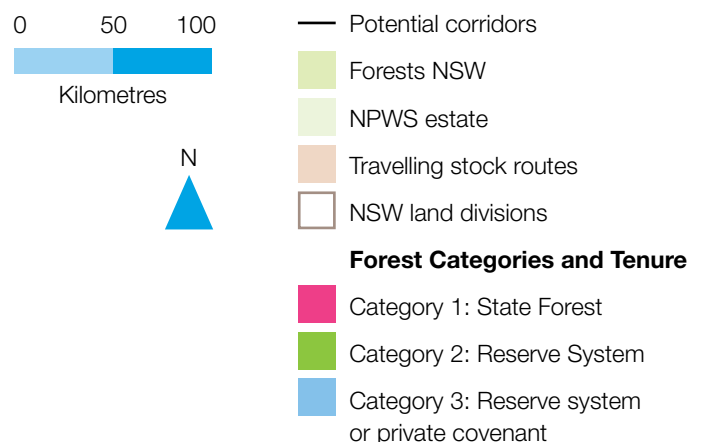 0 50 100
Kilometres
N
Potential corridors
Forests NSW
NPWS estate
Travelling stock routes
NSW land divisions
Forest Categories and Tenure
Category 1: State Forest
Category 2: Reserve System
Category 3: Reserve system
or private covenant